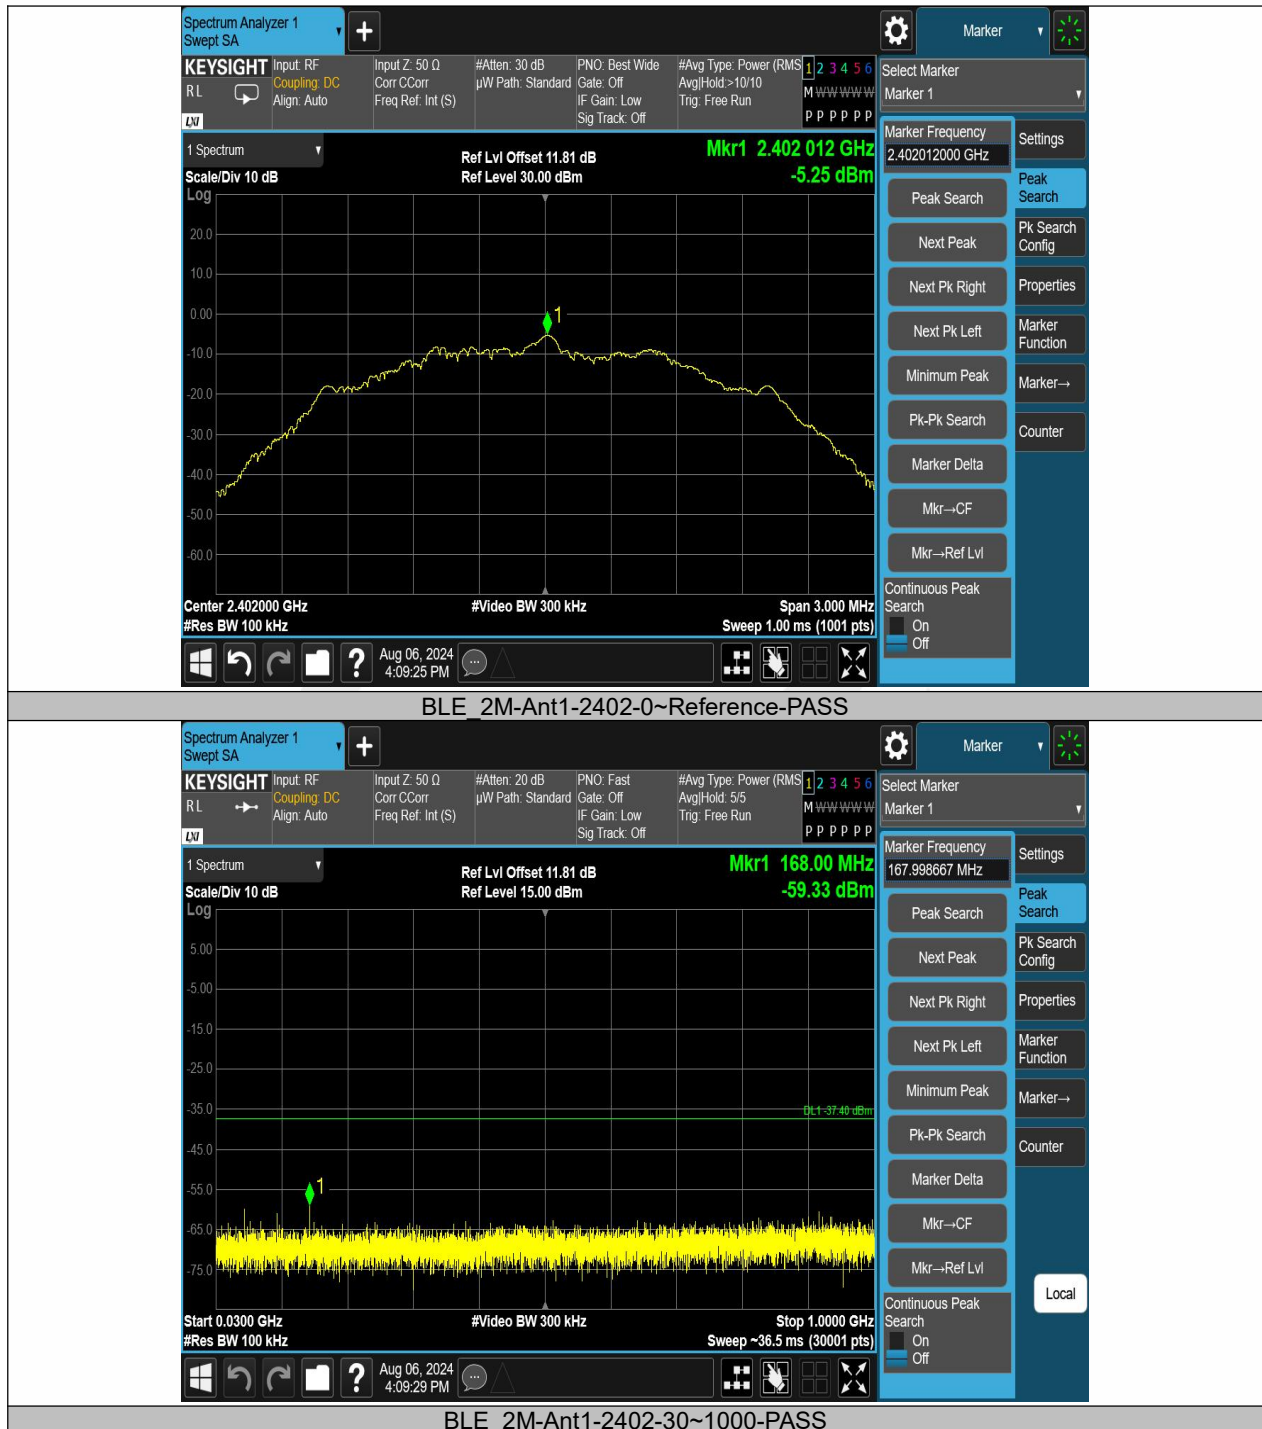 Spectrum Analyzer 1
Swept SA
Marker
KEYSIGHT
R L
LXI
Input: RF
Coupling: DC
Align: Auto
Input Z: 50 Ω
Corr CCorr
Freq Ref: Int (S)
#Atten: 30 dB
µW Path: Standard
PNO: Best Wide
Gate: Off
IF Gain: Low
Sig Track: Off
#Avg Type: Power (RMS
Avg|Hold:>10/10
Trig: Free Run
1 2 3 4 5 6
M W W W W W
P P P P P P
Select Marker
Marker 1
1 Spectrum
Scale/Div 10 dB
Log
Ref Lvl Offset 11.81 dB
Ref Level 30.00 dBm
Mkr1 2.402 012 GHz
-5.25 dBm
20.0
10.0
0.00
-10.0
-20.0
-30.0
-40.0
-50.0
-60.0
1
Center 2.402000 GHz
#Res BW 100 kHz
#Video BW 300 kHz
Span 3.000 MHz
Sweep 1.00 ms (1001 pts)
Marker Frequency
2.402012000 GHz
Peak Search
Next Peak
Next Pk Right
Next Pk Left
Minimum Peak
Pk-Pk Search
Marker Delta
Mkr→CF
Mkr→Ref Lvl
Continuous Peak
Search
On
Off
Settings
Peak
Search
Pk Search
Config
Properties
Marker
Function
Marker→
Counter
?
Aug 06, 2024
4:09:25 PM
BLE_2M-Ant1-2402-0~Reference-PASS
Spectrum Analyzer 1
Swept SA
Marker
KEYSIGHT
R L
LXI
Input: RF
Coupling: DC
Align: Auto
Input Z: 50 Ω
Corr CCorr
Freq Ref: Int (S)
#Atten: 20 dB
µW Path: Standard
PNO: Fast
Gate: Off
IF Gain: Low
Sig Track: Off
#Avg Type: Power (RMS
Avg|Hold: 5/5
Trig: Free Run
1 2 3 4 5 6
M W W W W W
P P P P P P
Select Marker
Marker 1
1 Spectrum
Scale/Div 10 dB
Log
Ref Lvl Offset 11.81 dB
Ref Level 15.00 dBm
Mkr1 168.00 MHz
-59.33 dBm
5.00
-5.00
-15.0
-25.0
-35.0
-45.0
-55.0
-65.0
-75.0
DL1 -37.40 dBm
1
Start 0.0300 GHz
#Res BW 100 kHz
#Video BW 300 kHz
Stop 1.0000 GHz
Sweep ~36.5 ms (30001 pts)
Marker Frequency
167.998667 MHz
Peak Search
Next Peak
Next Pk Right
Next Pk Left
Minimum Peak
Pk-Pk Search
Marker Delta
Mkr→CF
Mkr→Ref Lvl
Continuous Peak
Search
On
Off
Settings
Peak
Search
Pk Search
Config
Properties
Marker
Function
Marker→
Counter
Local
?
Aug 06, 2024
4:09:29 PM
BLE_2M-Ant1-2402-30~1000-PASS